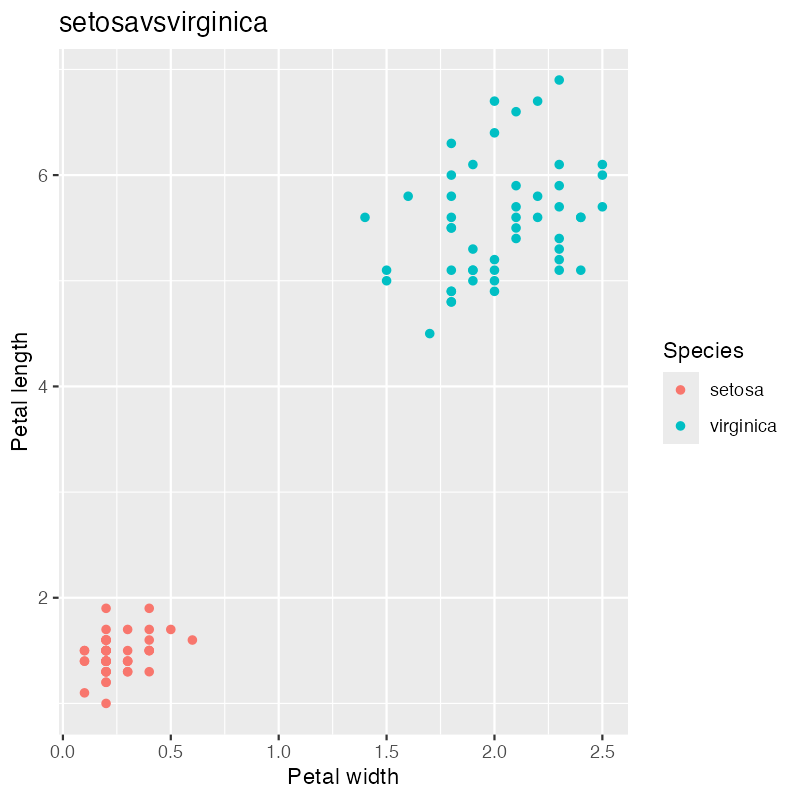 setosavsvirginica
6
4
2
Petal length
0.0 0.5 1.0 1.5 2.0 2.5
Petal width
Species
setosa
virginica